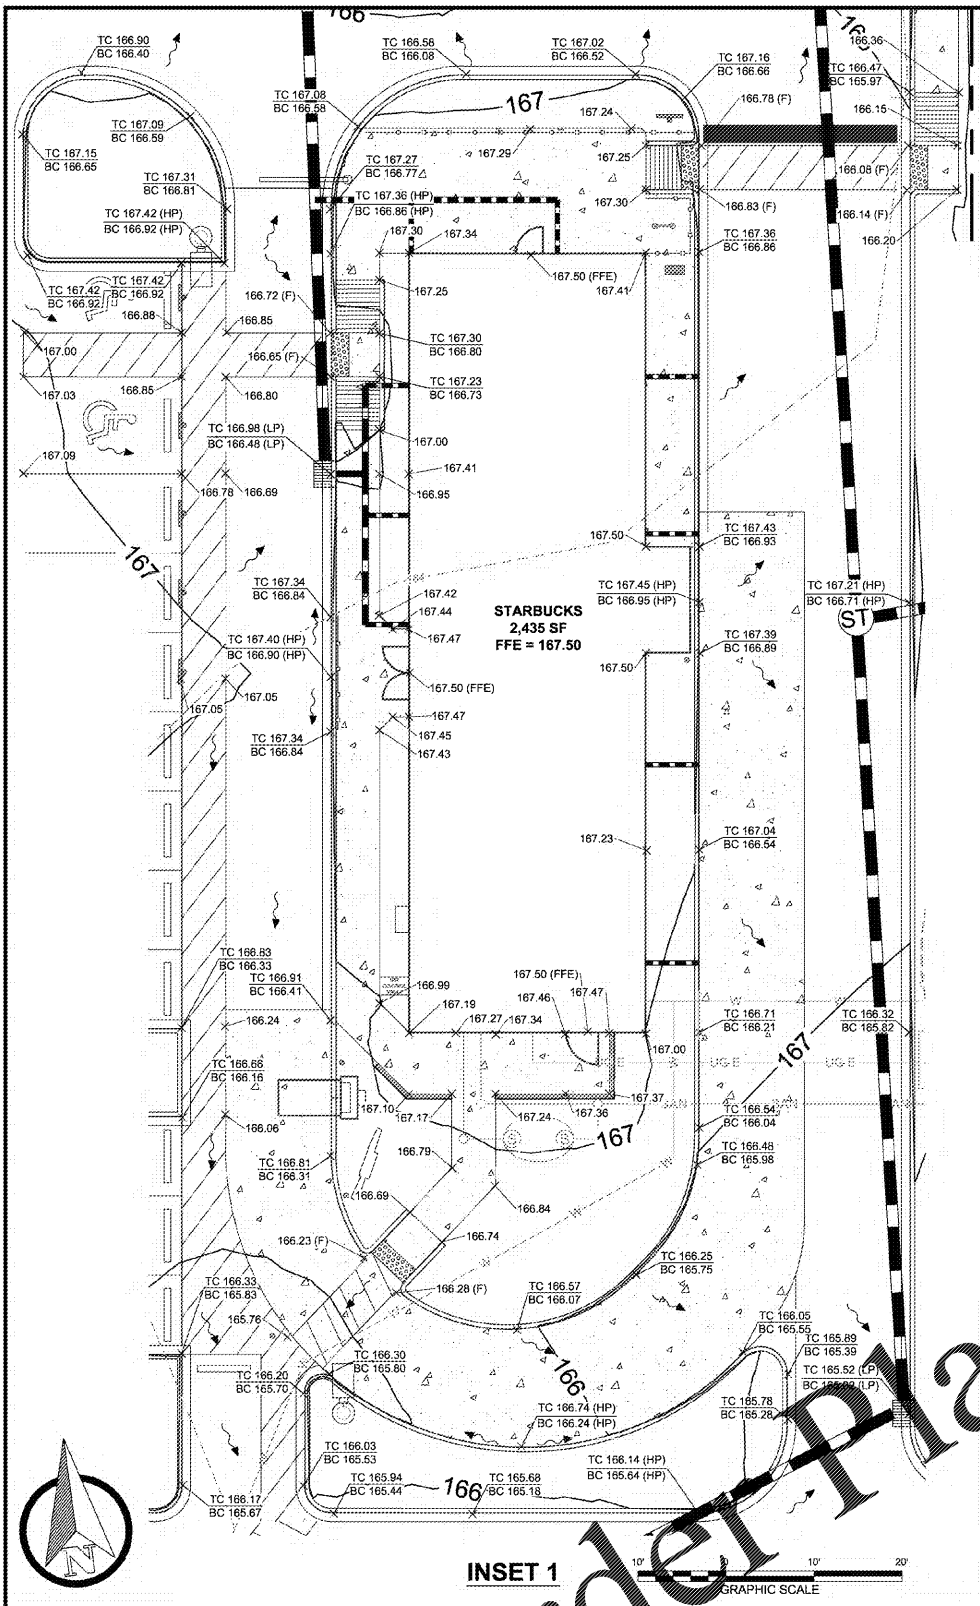 166
TC 166.90
BC 166.40
TC 166.58
BC 166.08
TC 167.02
BC 166.52
TC 167.16
BC 166.66
TC 166.47
BC 165.97
166.36
166.15
166.78 (F)
TC 167.08
BC 166.58
167
167.24
167.29
167.25
TC 167.09
BC 166.59
TC 167.15
BC 166.65
TC 167.31
BC 166.81
TC 167.27
BC 166.77
TC 167.36 (HP)
BC 166.86 (HP)
167.30
166.83 (F)
166.08 (F)
166.14 (F)
166.20
TC 167.42 (HP)
BC 166.92 (HP)
167.30
167.34
TC 167.36
BC 166.86
167.50 (FFE)
167.41
TC 167.42
BC 166.92
TC 167.42
BC 166.92
166.88
166.72 (F)
167.25
166.85
TC 167.30
BC 166.80
167.00
166.65 (F)
TC 167.23
BC 166.73
167.03
166.85
166.80
TC 166.98 (LP)
BC 166.48 (LP)
167.00
167.09
167.41
166.95
166.78
166.69
167
167.50
TC 167.43
BC 166.93
TC 167.34
BC 166.84
167.42
167.44
167.47
STARBUCKS
2,435 SF
FFE = 167.50
TC 167.45 (HP)
BC 166.95 (HP)
TC 167.21 (HP)
BC 166.71 (HP)
ST
TC 167.40 (HP)
BC 166.90 (HP)
TC 167.39
BC 166.89
167.50
167.50 (FFE)
167.05
167.05
167.47
167.45
167.43
TC 167.34
BC 166.84
167.23
TC 167.04
BC 166.54
TC 166.83
BC 166.33
TC 166.91
BC 166.41
166.99
167.50 (FFE)
167.19
167.27
167.34
167.46
167.47
TC 166.71
BC 166.21
TC 166.32
BC 165.82
166.24
167.00
167
UGE
UGE
TC 166.66
BC 166.16
167.10
167.17
167.24
167.36
167.37
TC 166.54
BC 166.04
166.06
167
TC 166.48
BC 165.98
TC 166.81
BC 166.31
166.79
166.69
166.84
166.74
166.23 (F)
TC 166.25
BC 165.75
166.28 (F)
TC 166.57
BC 166.07
TC 166.33
BC 165.83
165.76
TC 166.05
BC 165.55
TC 165.89
BC 165.39
TC 166.30
BC 165.80
166
TC 165.52 (LP)
TC 166.20
BC 165.70
TC 165.78
BC 165.28
TC 166.74 (HP)
BC 166.24 (HP)
TC 166.03
BC 165.53
TC 165.94
BC 165.44
166
TC 165.68
BC 165.18
TC 166.14 (HP)
BC 165.64 (HP)
TC 166.17
BC 165.67
N
INSET 1
10'
0
10'
20'
GRAPHIC SCALE